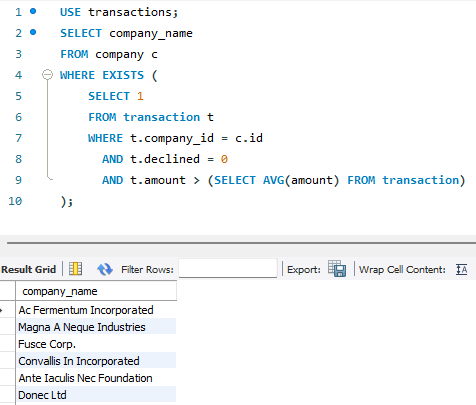 1 USE transactions;
2 SELECT company_name
3 FROM company c
4 WHERE EXISTS (
5 SELECT 1
6 FROM transaction t
7 WHERE t.company_id = c.id
8 AND t.declined = 0
9 AND t.amount > (SELECT AVG(amount) FROM transaction)
10 );
Result Grid Filter Rows: Export: Wrap Cell Content:
company_name
Ac Fermentum Incorporated
Magna A Neque Industries
Fusce Corp.
Convallis In Incorporated
Ante Iaculis Nec Foundation
Donec Ltd